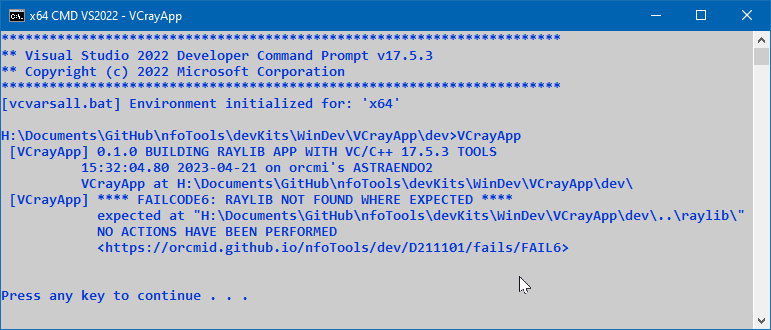 x64 CMD VS2022 - VCrayApp
**********************************************************************
** Visual Studio 2022 Developer Command Prompt v17.5.3
** Copyright (c) 2022 Microsoft Corporation
**********************************************************************
[vcvarsall.bat] Environment initialized for: 'x64'
H:\Documents\GitHub\nfoTools\devKits\WinDev\VCrayApp\dev>VCrayApp
[VCrayApp] 0.1.0 BUILDING RAYLIB APP WITH VC/C++ 17.5.3 TOOLS
15:32:04.80 2023-04-21 on orcmi's ASTRAENDO2
VCrayApp at H:\Documents\GitHub\nfoTools\devKits\WinDev\VCrayApp\dev\
[VCrayApp] **** FAILCODE6: RAYLIB NOT FOUND WHERE EXPECTED ****
expected at "H:\Documents\GitHub\nfoTools\devKits\WinDev\VCrayApp\dev\..\raylib\"
NO ACTIONS HAVE BEEN PERFORMED
<https://orcmid.github.io/nfoTools/dev/D211101/fails/FAIL6>
Press any key to continue . . .